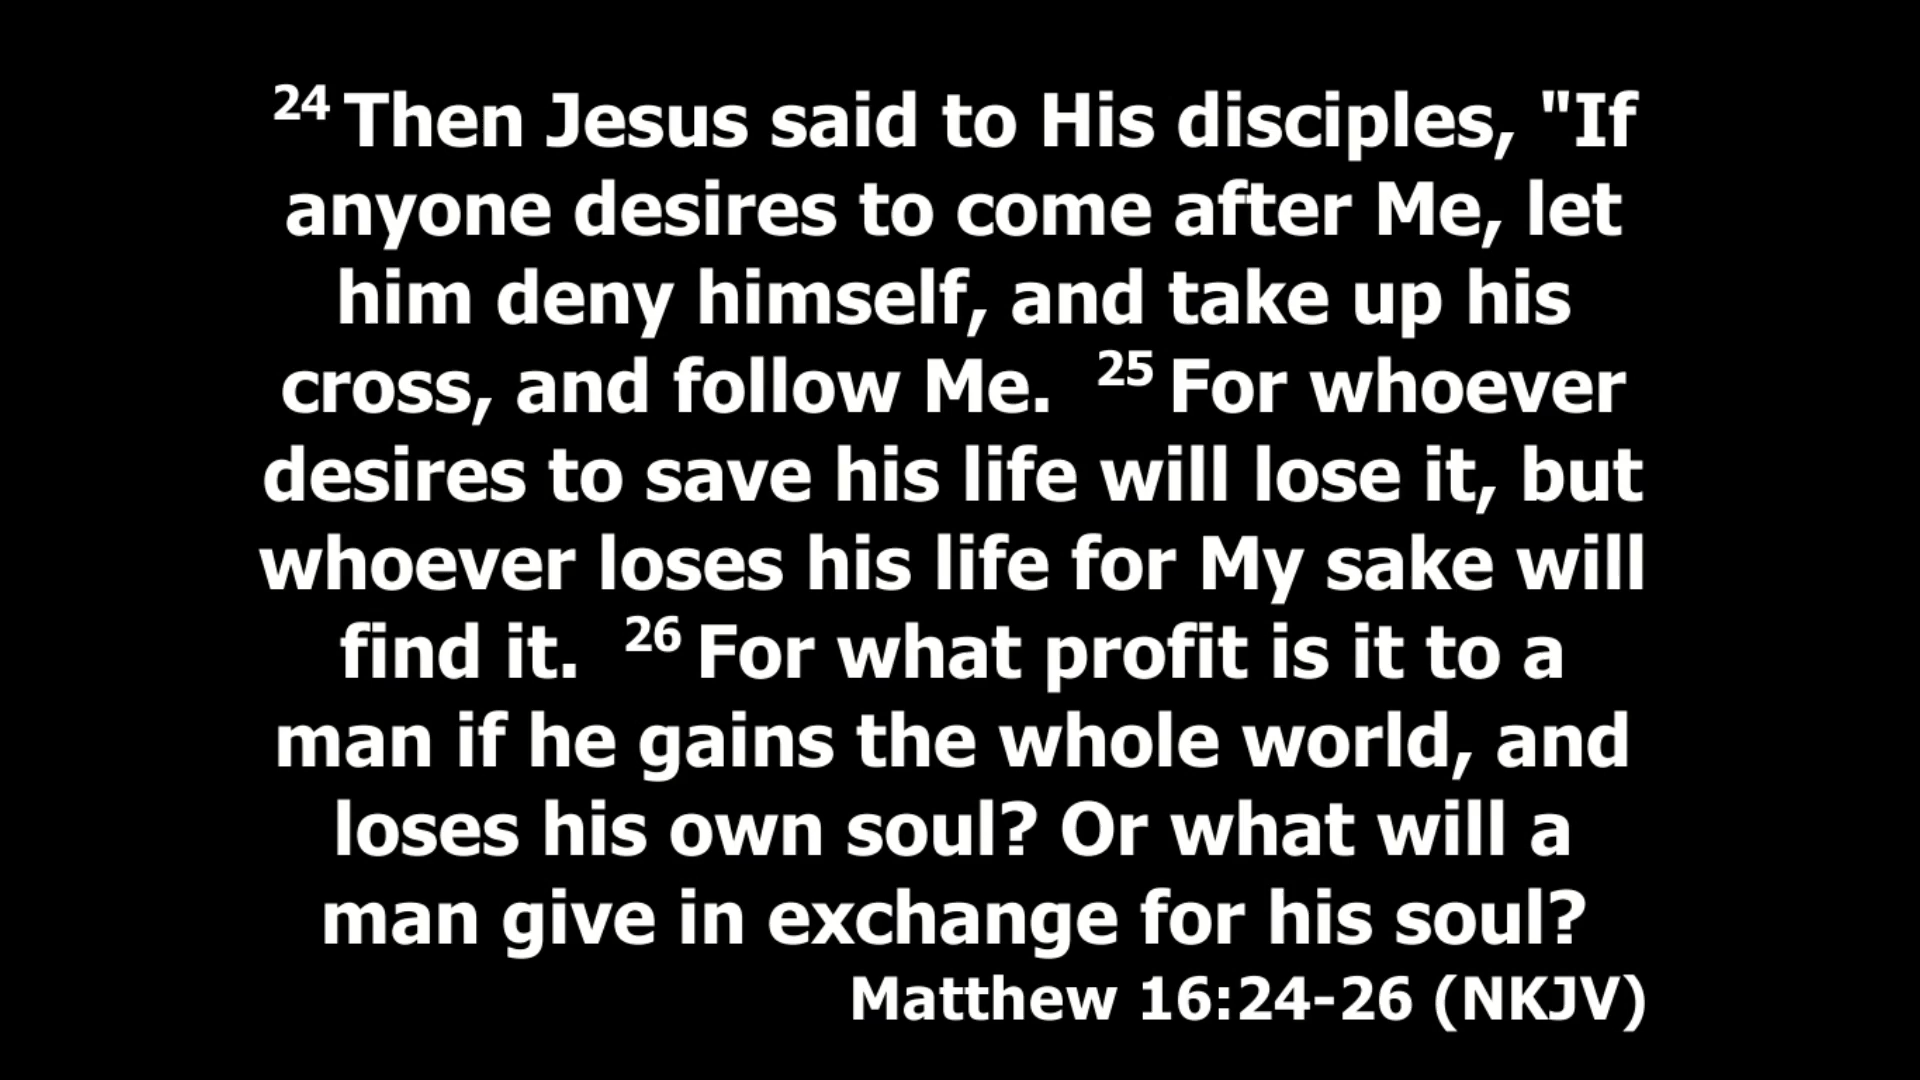 24 Then Jesus said to His disciples, "If
anyone desires to come after Me, let
him deny himself, and take up his
cross, and follow Me. 25 For whoever
desires to save his life will lose it, but
whoever loses his life for My sake will
find it. 26 For what profit is it to a
man if he gains the whole world, and
loses his own soul? Or what will a
man give in exchange for his soul?
Matthew 16:24-26 (NKJV)